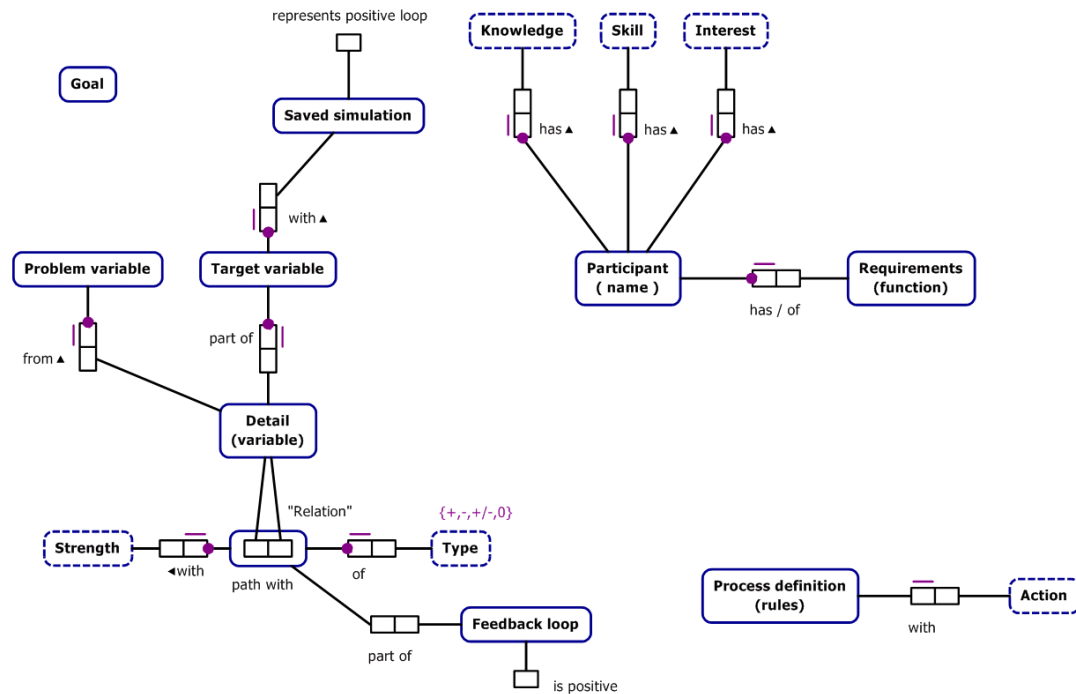 represents positive loop
Knowledge
Skill
Interest
Goal
Saved simulation
has ▲
has ▲
has ▲
with ▲
Problem variable
Target variable
Participant
( name )
Requirements
(function)
has / of
part of
from ▲
Detail
(variable)
"Relation"
{+,-,+/-,0}
Strength
Type
◄with
path with
of
Process definition
(rules)
Action
Feedback loop
with
part of
is positive